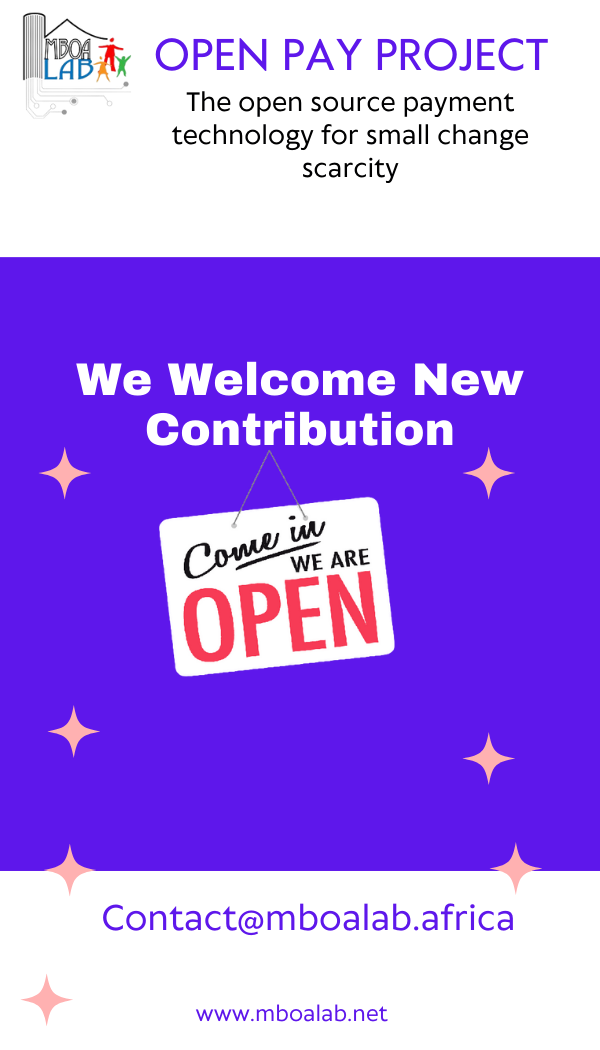 MBOA
LAB
OPEN PAY PROJECT
The open source payment
technology for small change
scarcity
We Welcome New
Contribution
Come in
WE ARE
OPEN
Contact@mboalab.africa
www.mboalab.net